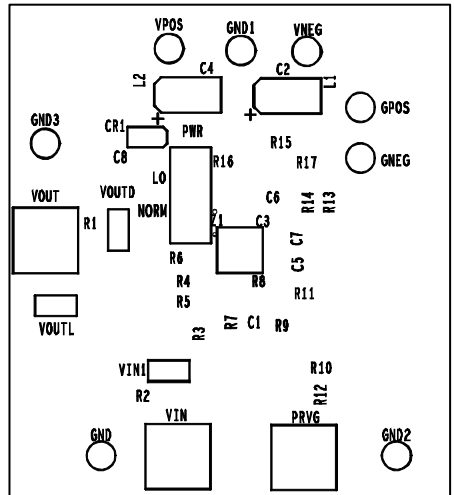 VPOS
GND1
VNEG
L2
C4
C2
L1
GPOS
+
+
GND3
CR1
PWR
R15
C8
R16
R17
GNEG
LO
VOUT
VOUTD
C6
R14
R13
NORM
R1
Z1
C3
C7
R6
C5
R4
R8
R5
R11
VOUTL
R3
R7
C1
R9
VIN1
R10
R2
R12
VIN
PRVG
GND
GND2